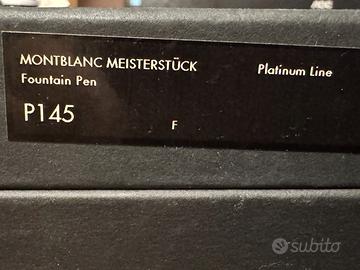 MONTBLANC MEISTERSTÜCK Platinum Line
Fountain Pen
P145
F
subito